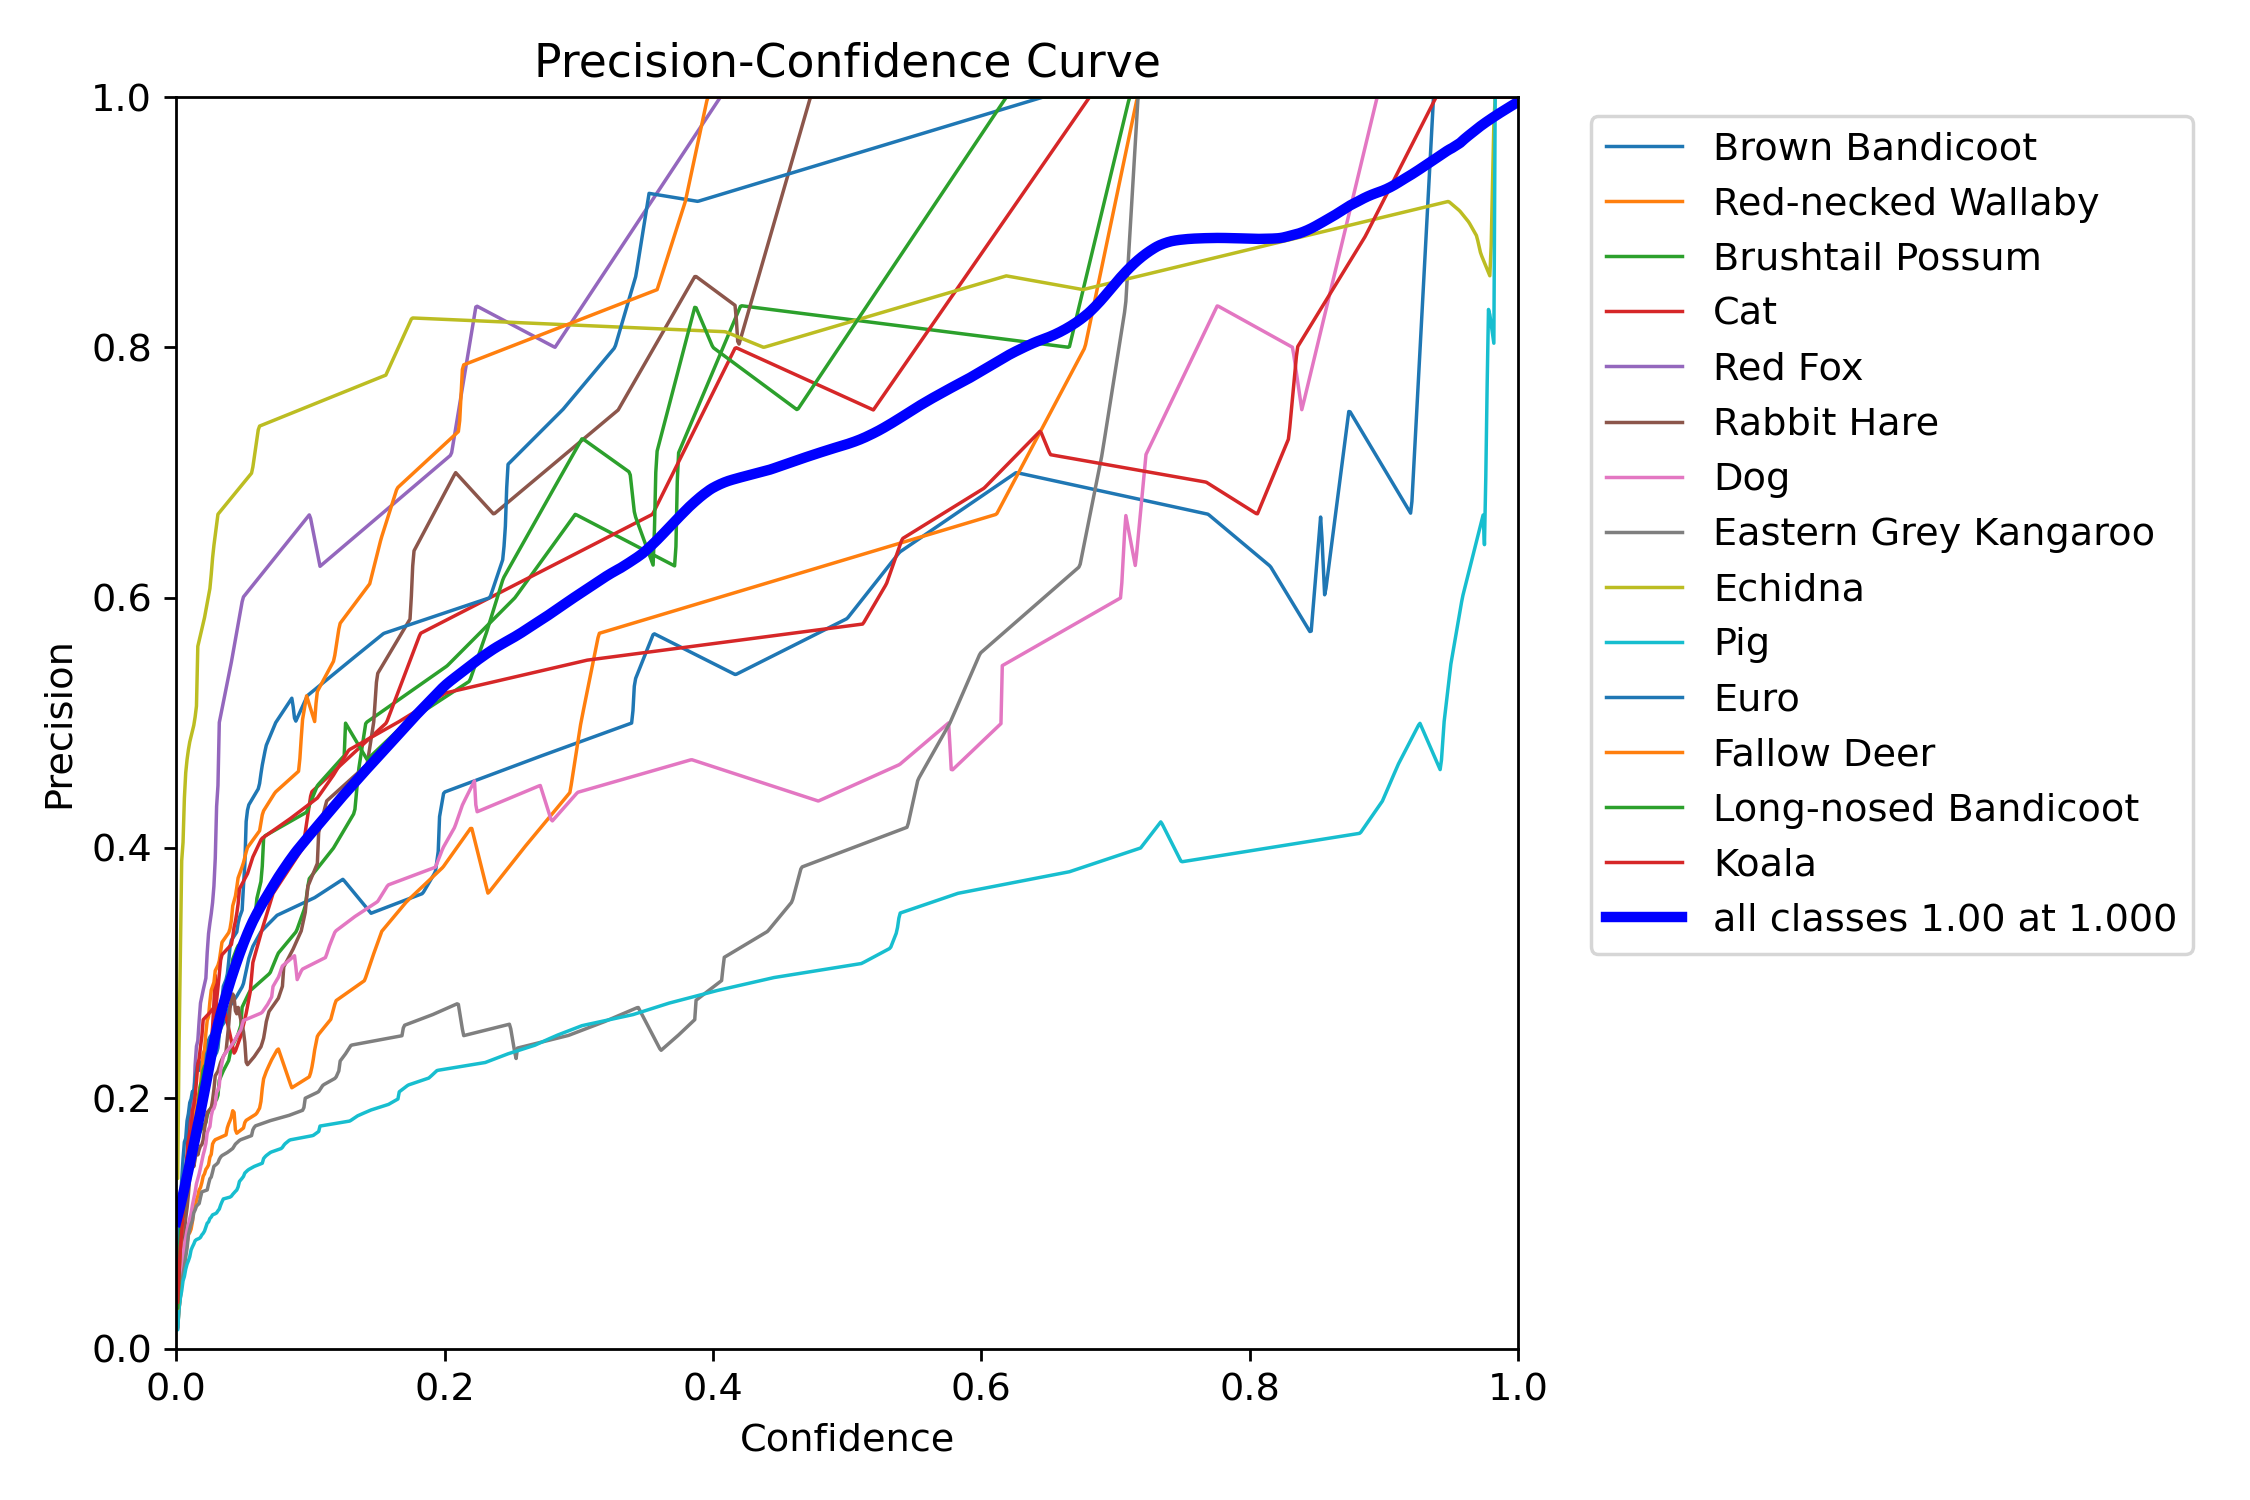 Precision-Confidence Curve
1.0
0.8
0.6
0.4
0.2
0.0
Precision
0.0 0.2 0.4 0.6 0.8 1.0
Confidence
Brown Bandicoot
Red-necked Wallaby
Brushtail Possum
Cat
Red Fox
Rabbit Hare
Dog
Eastern Grey Kangaroo
Echidna
Pig
Euro
Fallow Deer
Long-nosed Bandicoot
Koala
all classes 1.00 at 1.000